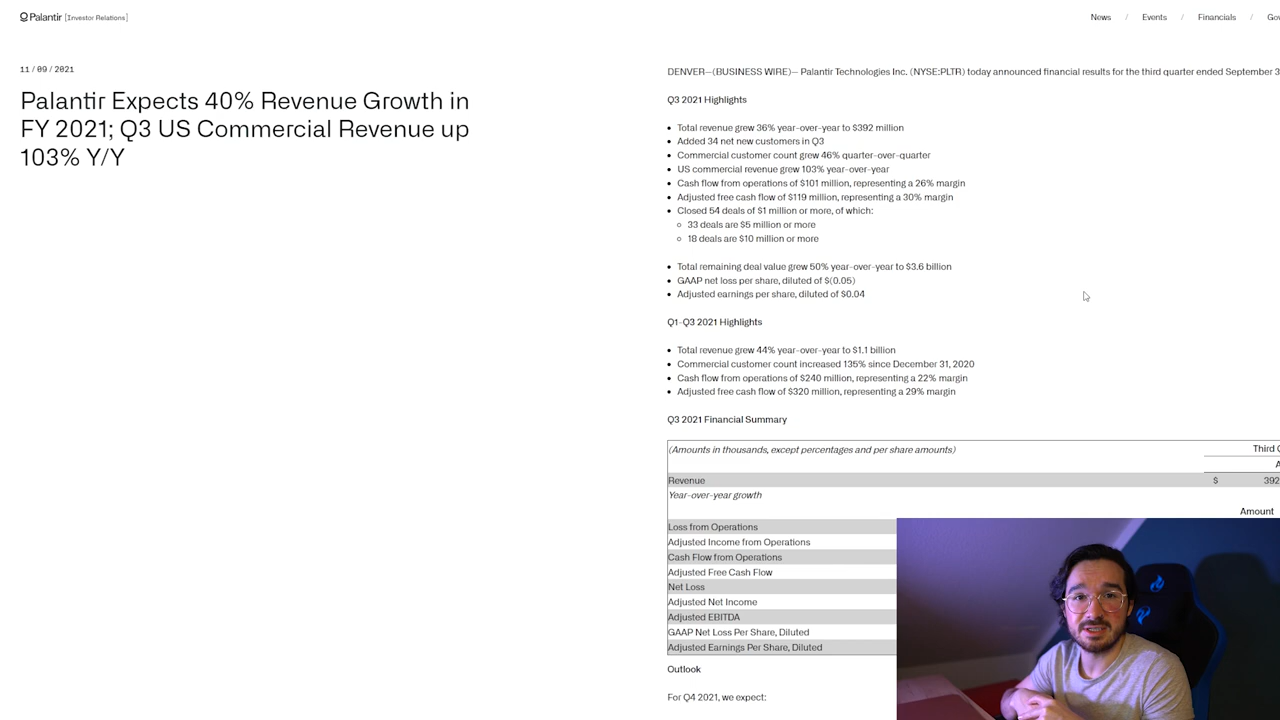 Palantir [Investor Relations]
News / Events / Financials /
11 / 09 / 2021
Palantir Expects 40% Revenue Growth in
FY 2021; Q3 US Commercial Revenue up
103% Y/Y
DENVER--(BUSINESS WIRE)-- Palantir Technologies Inc. (NYSE:PLTR) today announced financial results for the third quarter ended September
Q3 2021 Highlights
Total revenue grew 36% year-over-year to $392 million
Added 34 net new customers in Q3
Commercial customer count grew 46% quarter-over-quarter
US commercial revenue grew 103% year-over-year
Cash flow from operations of $101 million, representing a 26% margin
Adjusted free cash flow of $119 million, representing a 30% margin
Closed 54 deals of $1 million or more, of which:
33 deals are $5 million or more
18 deals are $10 million or more
Total remaining deal value grew 50% year-over-year to $3.6 billion
GAAP net loss per share, diluted of $(0.05)
Adjusted earnings per share, diluted of $0.04
Q1-Q3 2021 Highlights
Total revenue grew 44% year-over-year to $1.1 billion
Commercial customer count increased 135% since December 31, 2020
Cash flow from operations of $240 million, representing a 22% margin
Adjusted free cash flow of $320 million, representing a 29% margin
Q3 2021 Financial Summary
(Amounts in thousands, except percentages and per share amounts) Third
Revenue $ 392
Year-over-year growth
Amount
Loss from Operations
Adjusted Income from Operations
Cash Flow from Operations
Adjusted Free Cash Flow
Net Loss
Adjusted Net Income
Adjusted EBITDA
GAAP Net Loss Per Share, Diluted
Adjusted Earnings Per Share, Diluted
Outlook
For Q4 2021, we expect: